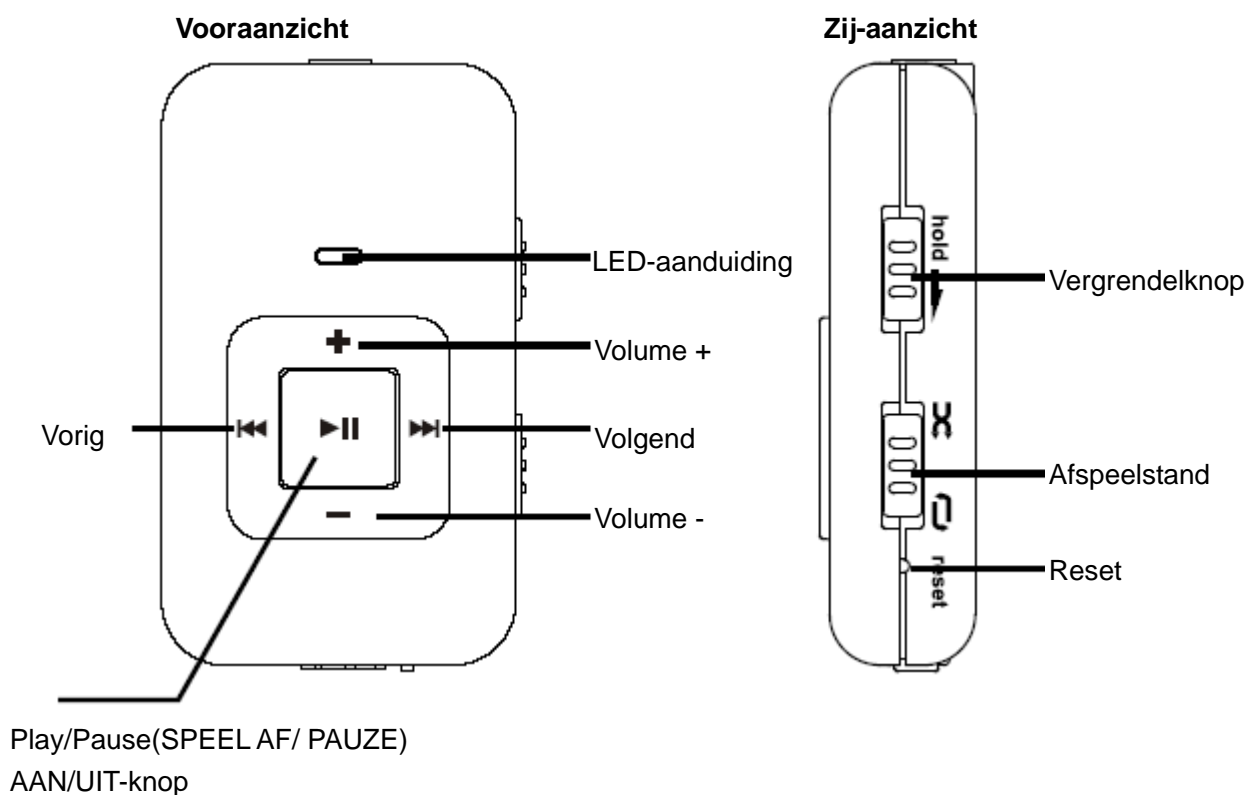 Vooraanzicht
Zij-aanzicht
hold
LED-aanduiding
Vergrendelknop
Volume +
Vorig
Volgend
Afspeelstand
Volume -
reset
Reset
Play/Pause(SPEEL AF/ PAUZE)
AAN/UIT-knop